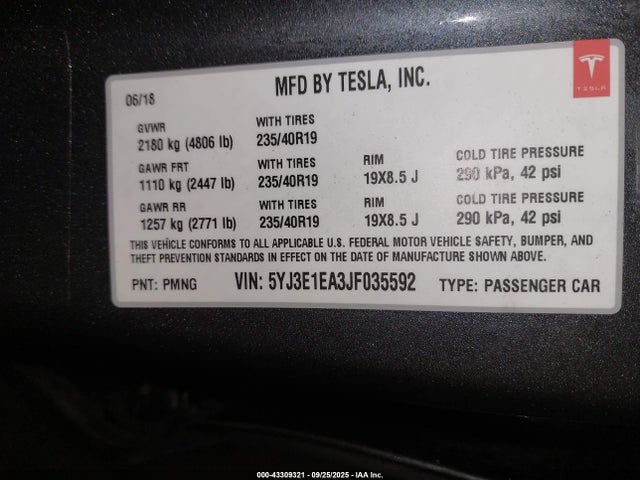 MFD BY TESLA, INC.
TESLA
06/18
GVWR WITH TIRES
2180 kg (4806 lb) 235/40R19
GAWR FRT WITH TIRES RIM COLD TIRE PRESSURE
1110 kg (2447 lb) 235/40R19 19X8.5 J 290 kPa, 42 psi
GAWR RR WITH TIRES RIM COLD TIRE PRESSURE
1257 kg (2771 lb) 235/40R19 19X8.5 J 290 kPa, 42 psi
THIS VEHICLE CONFORMS TO ALL APPLICABLE U.S. FEDERAL MOTOR VEHICLE SAFETY, BUMPER, AND
THEFT PREVENTION STANDARDS IN EFFECT ON THE DATE OF MANUFACTURE SHOWN ABOVE.
PNT: PMNG VIN: 5YJ3E1EA3JF035592 TYPE: PASSENGER CAR
000-43309321 - 09/25/2025 - IAA Inc.